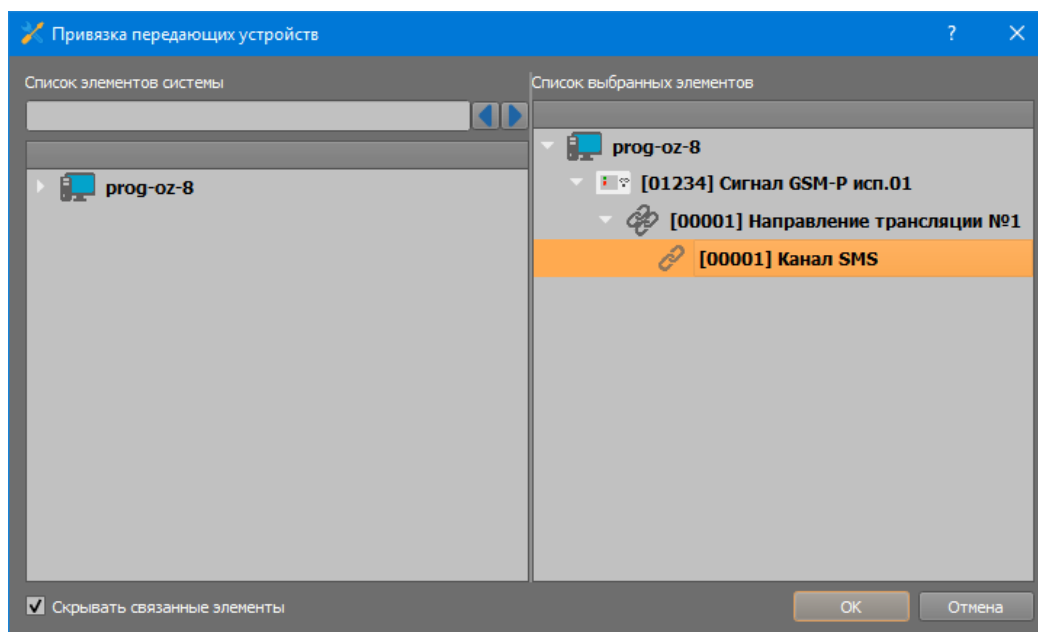 Привязка передающих устройств
?
Список элементов системы
Список выбранных элементов
prog-oz-8
prog-oz-8
[01234] Сигнал GSM-P исп.01
[00001] Направление трансляции №1
[00001] Канал SMS
Скрывать связанные элементы
OK
Отмена